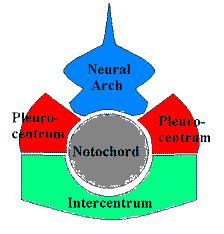 Neural
Arch
Pleuro-
centrum
Pleuro-
centrum
Notochord
Intercentrum